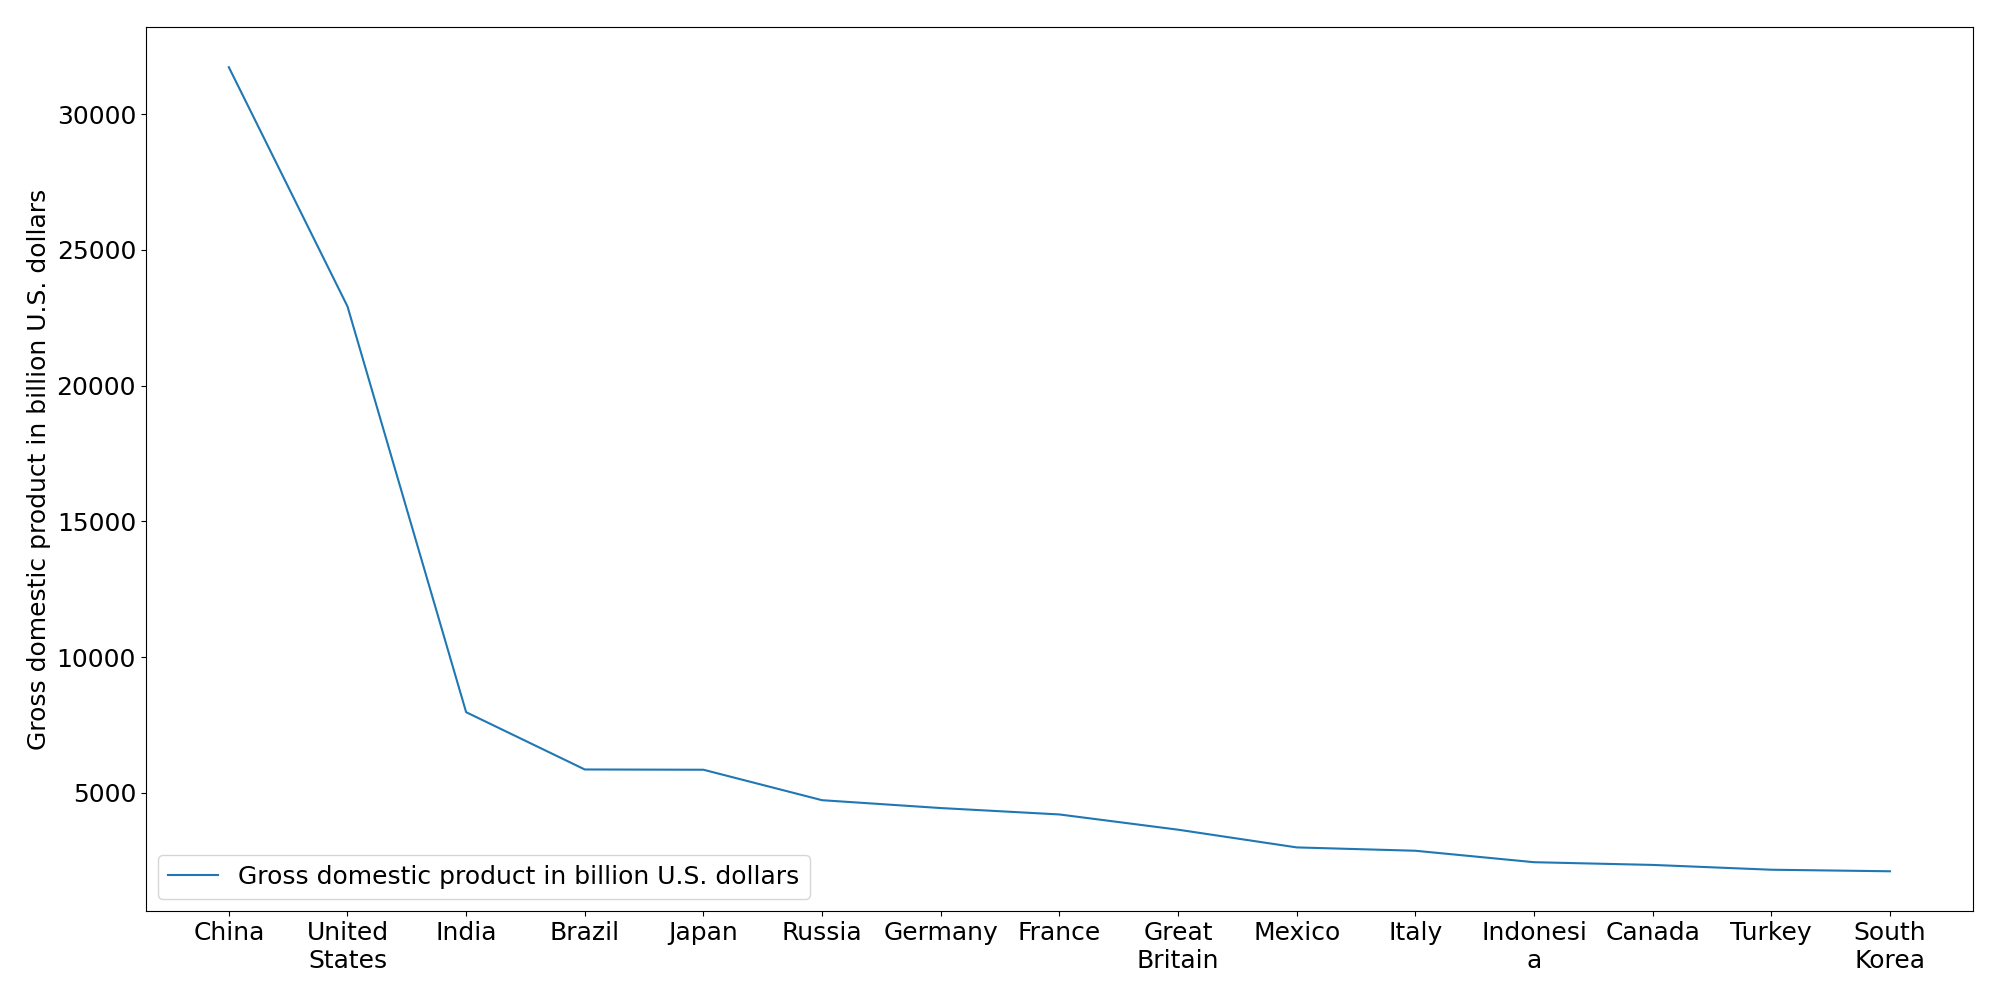 Gross domestic product in billion U.S. dollars
30000
25000
20000
15000
10000
5000
Gross domestic product in billion U.S. dollars
China
United
States
India
Brazil
Japan
Russia
Germany
France
Great
Britain
Mexico
Italy
Indonesi
a
Canada
Turkey
South
Korea